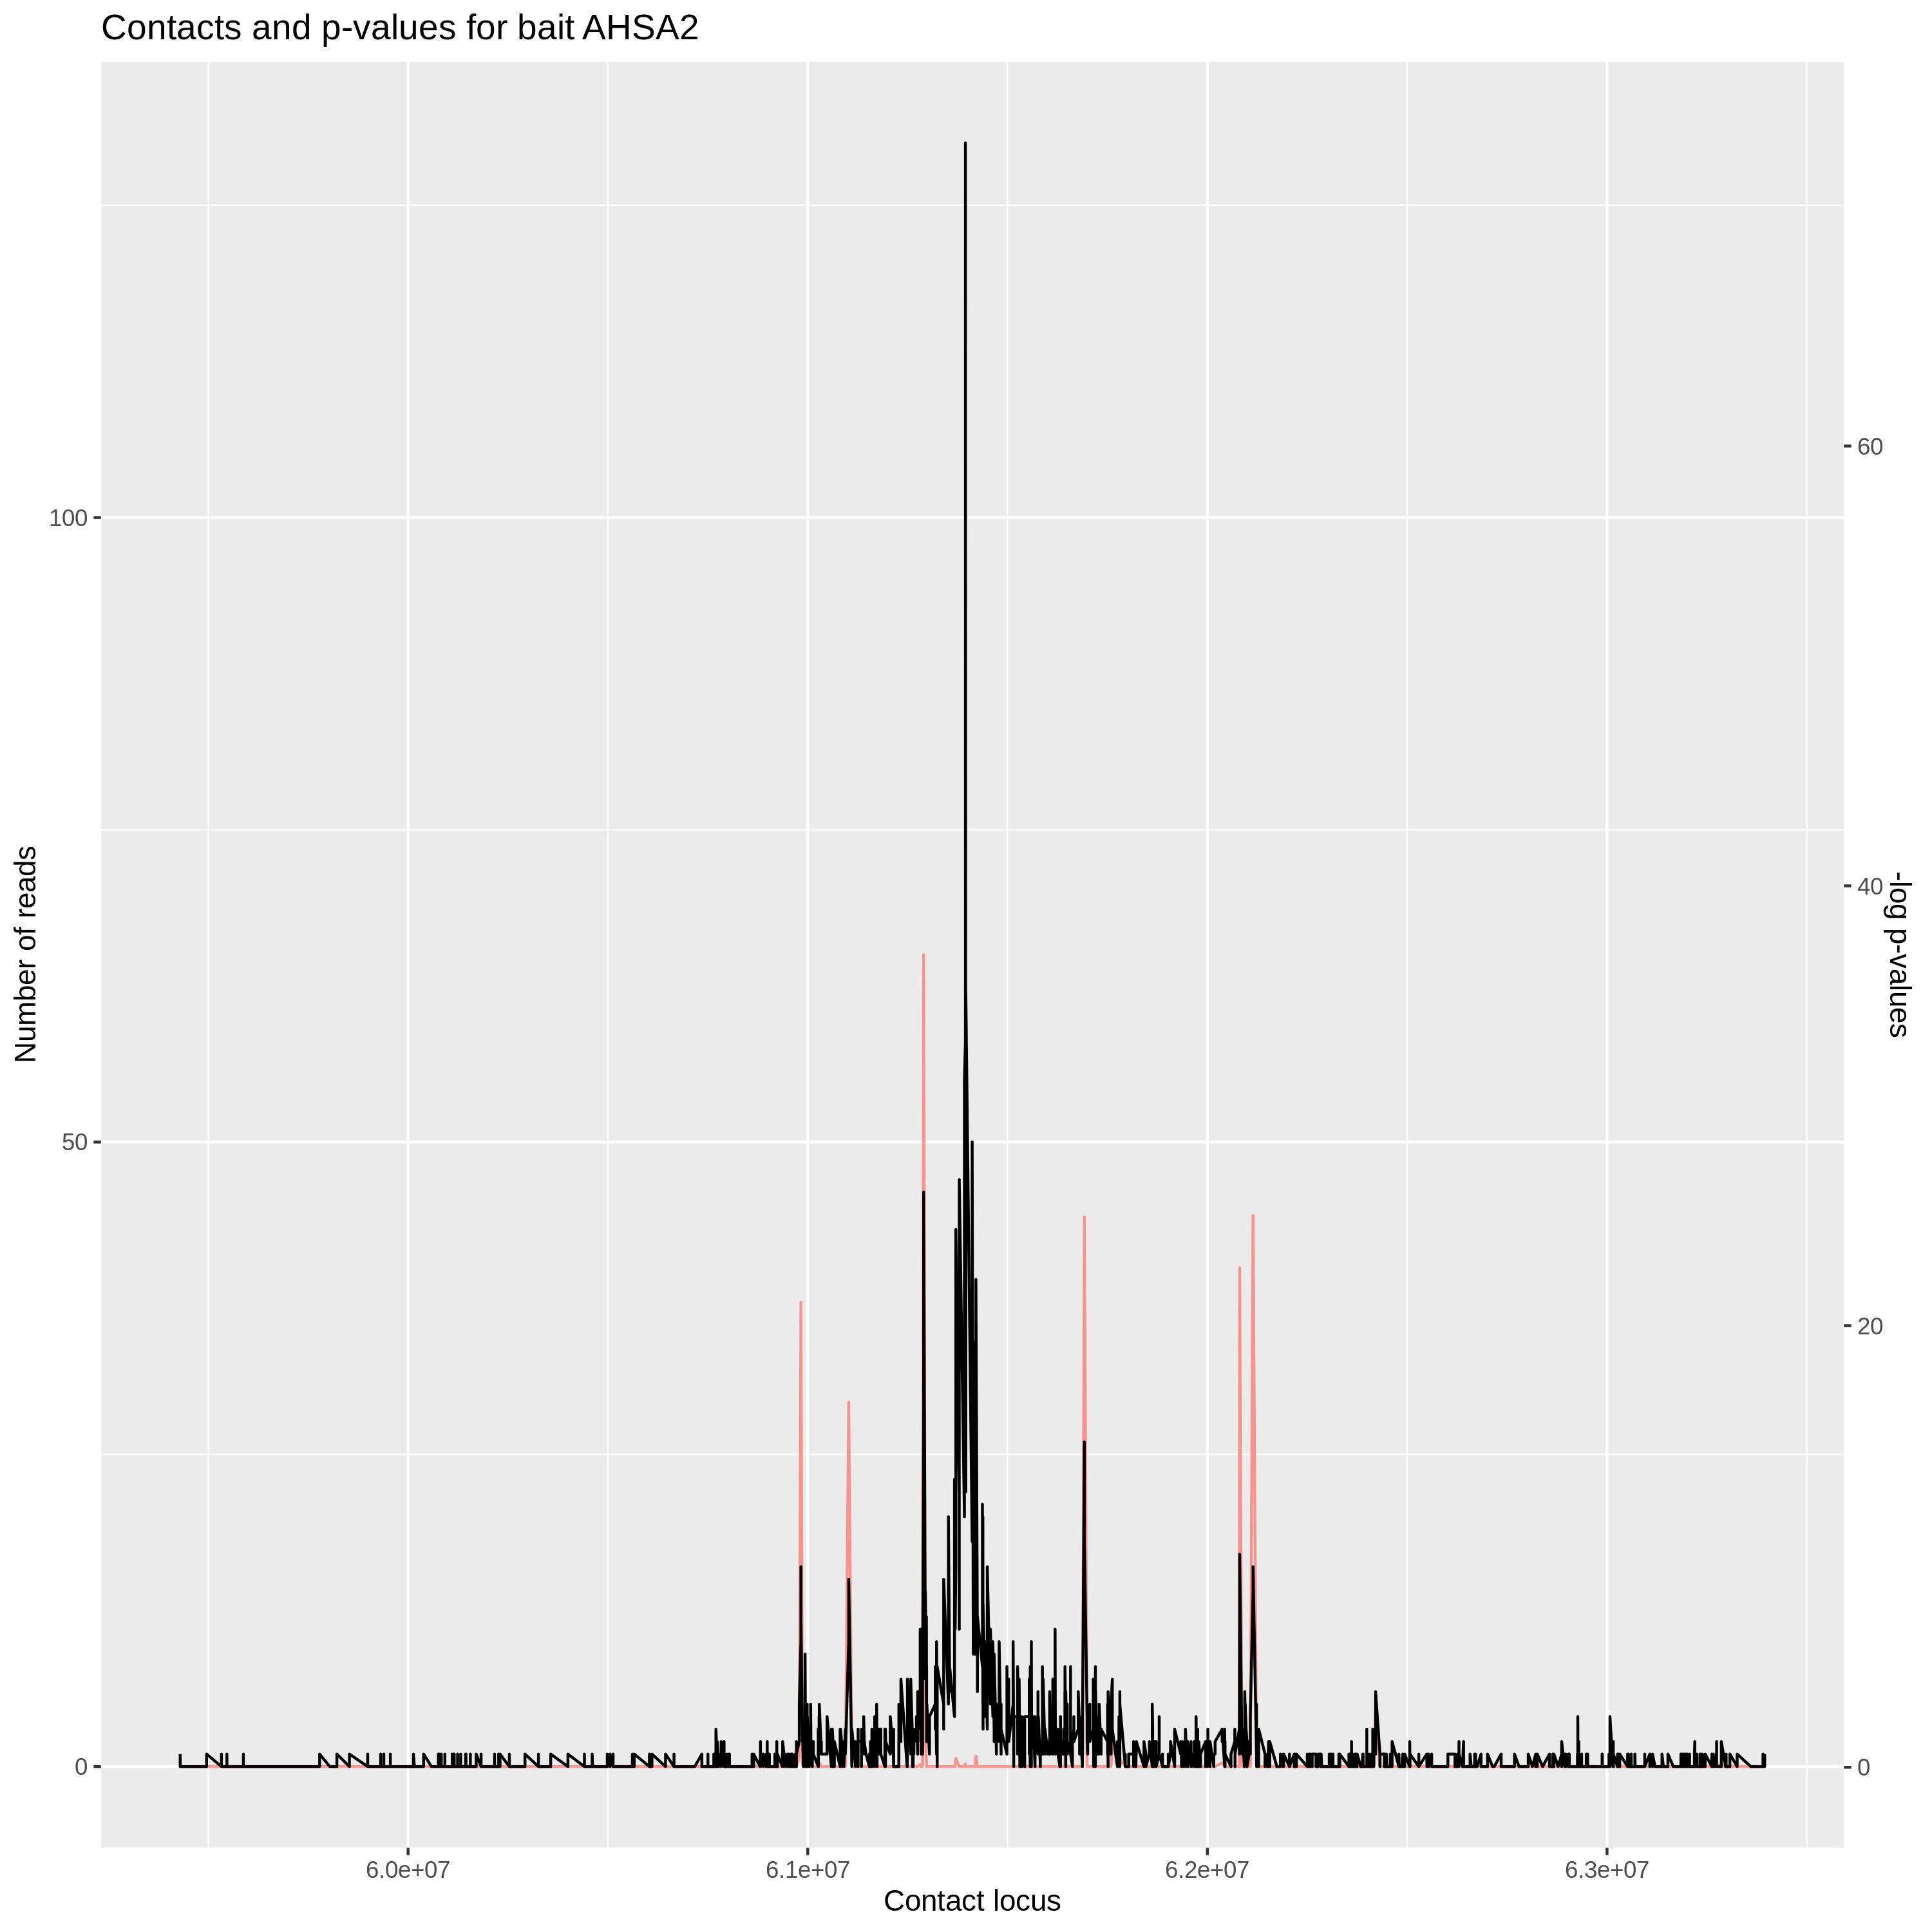 Contacts and p-values for bait AHSA2
Number of reads
100
50
0
60
40
20
0
-log p-values
6.0e+07
6.1e+07
6.2e+07
6.3e+07
Contact locus